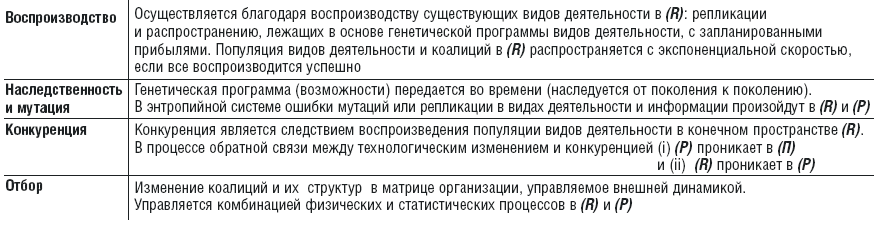 Воспроизводство
Осуществляется благодаря воспроизводству существующих видов деятельности в (R): репликации
и распространению, лежащих в основе генетической программы видов деятельности, с запланированными
прибылями. Популяция видов деятельности и коалиций в (R) распространяется с экспоненциальной скоростью,
если все воспроизводится успешно
Наследственность
и мутация
Генетическая программа (возможности) передается во времени (наследуется от поколения к поколению).
В энтропийной системе ошибки мутаций или репликации в видах деятельности и информации произойдут в (R) и (P)
Конкуренция
Конкуренция является следствием воспроизведения популяции видов деятельности в конечном пространстве (R).
В процессе обратной связи между технологическим изменением и конкуренцией (i) (P) проникает в (П)
и (ii) (R) проникает в (P)
Отбор
Изменение коалиций и их структур в матрице организации, управляемое внешней динамикой.
Управляется комбинацией физических и статистических процессов в (R) и (P)